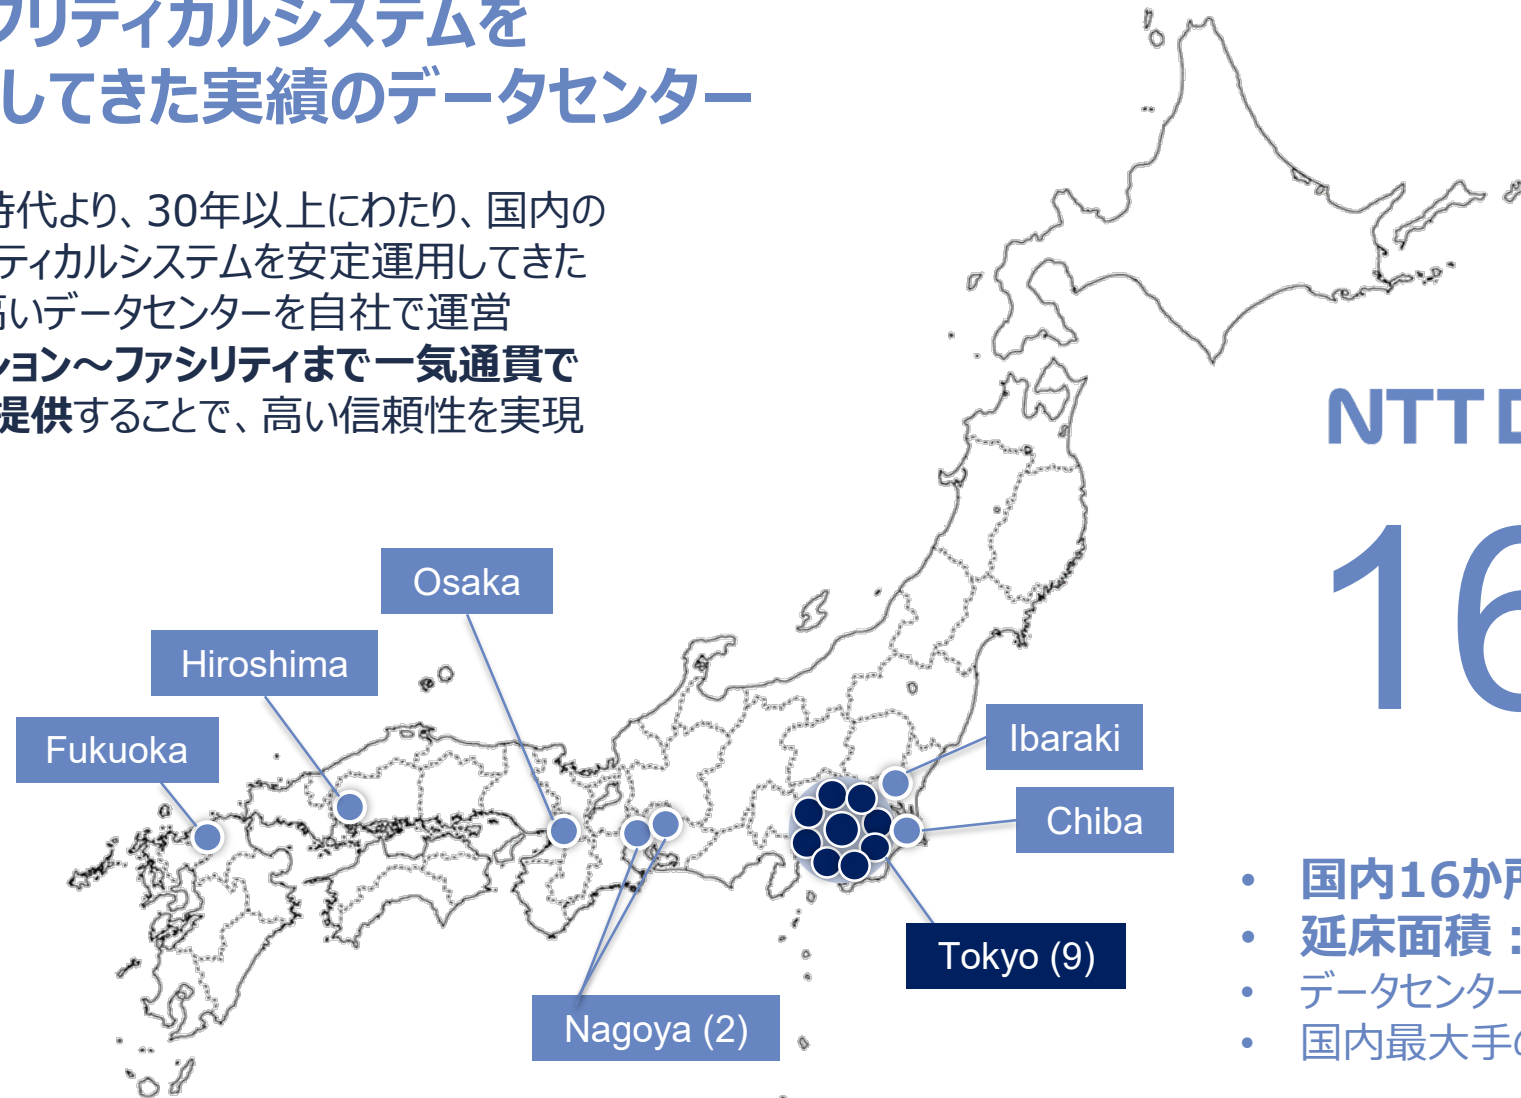 リティカルシステムを
してきた実績のデータセンター
時代より、30年以上にわたり、国内の
ティカルシステムを安定運用してきた
高いデータセンターを自社で運営
ション～ファシリティまで一気通貫で
提供することで、高い信頼性を実現
NTT D
16
Osaka
Hiroshima
Fukuoka
Ibaraki
Chiba
Tokyo (9)
Nagoya (2)
• 国内16か所
• 延床面積：
• データセンター
• 国内最大手の